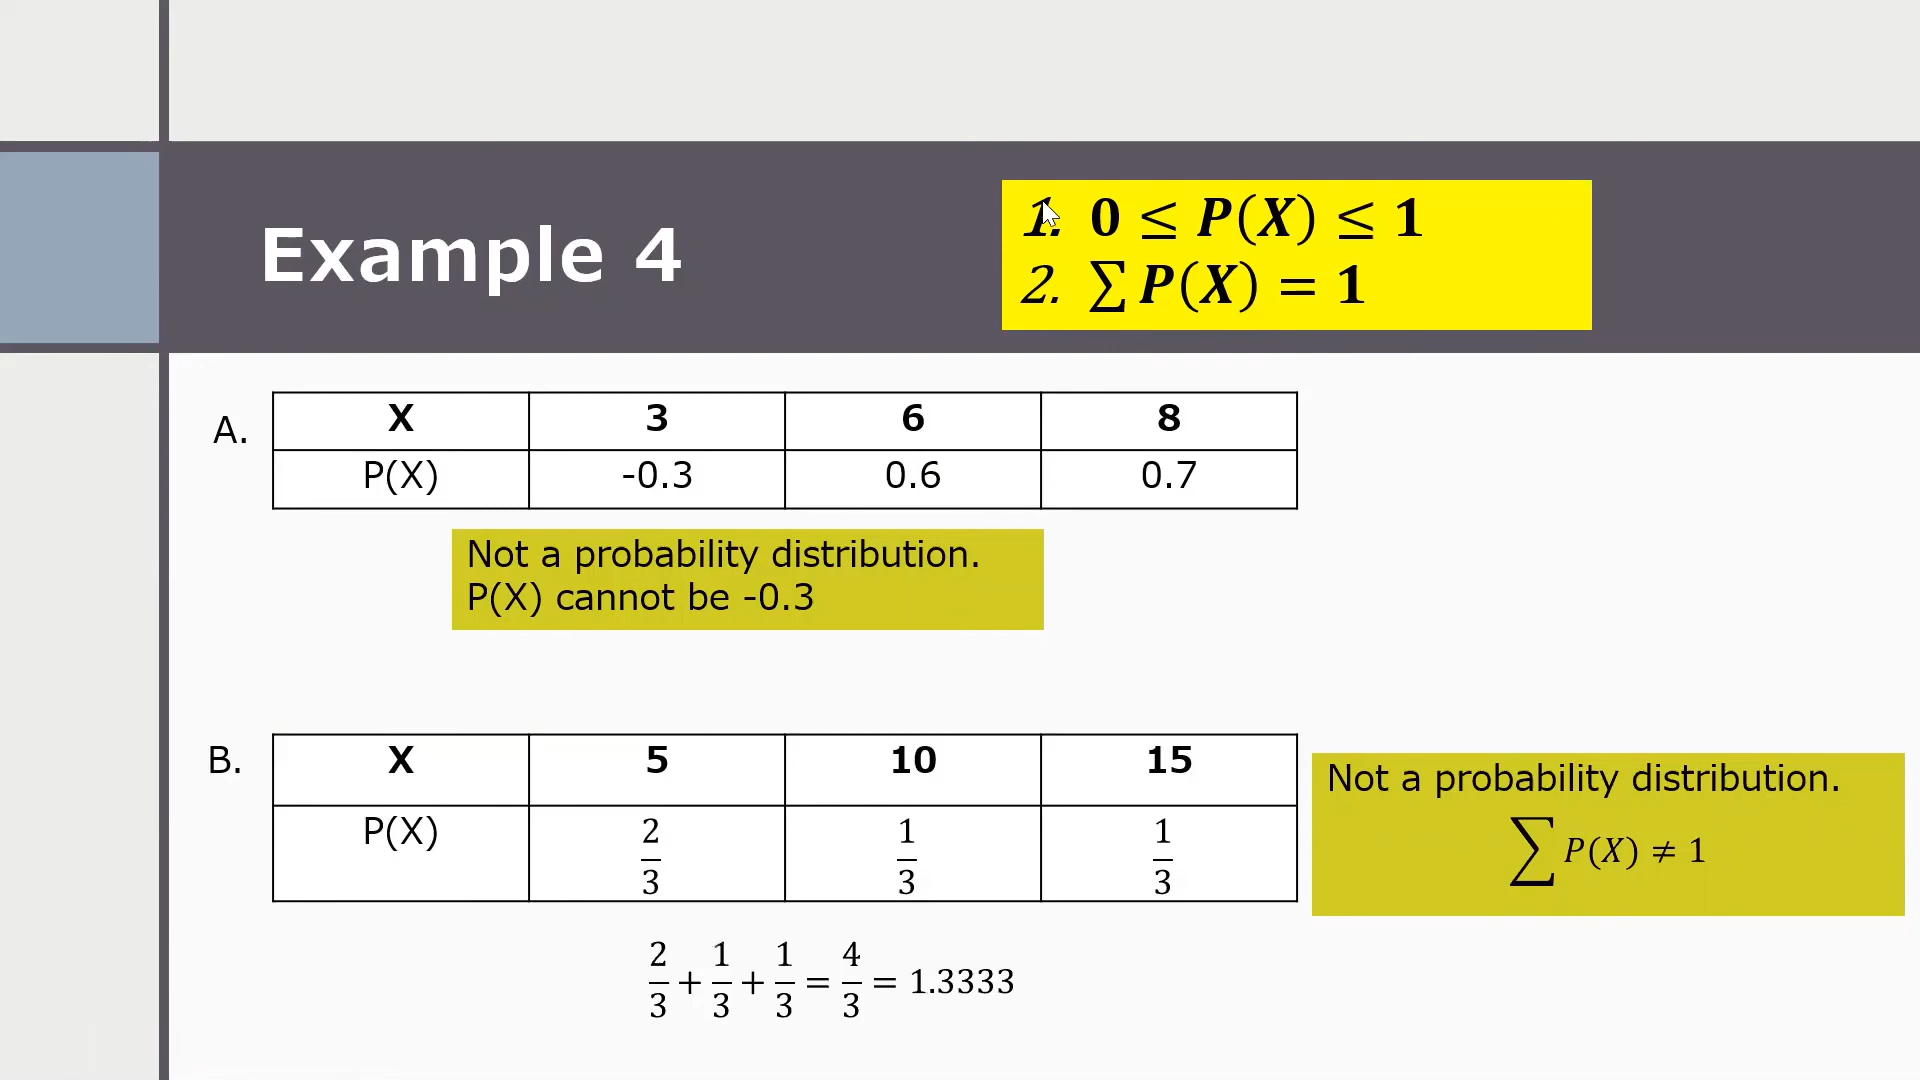 Example 4
1. 0 ≤ P(X) ≤ 1
2. ∑ P(X) = 1
A.
X 3 6 8
P(X) -0.3 0.6 0.7
Not a probability distribution.
P(X) cannot be -0.3
B.
X 5 10 15
P(X) 2/3 1/3 1/3
Not a probability distribution.
∑ P(X) ≠ 1
2/3 + 1/3 + 1/3 = 4/3 = 1.3333